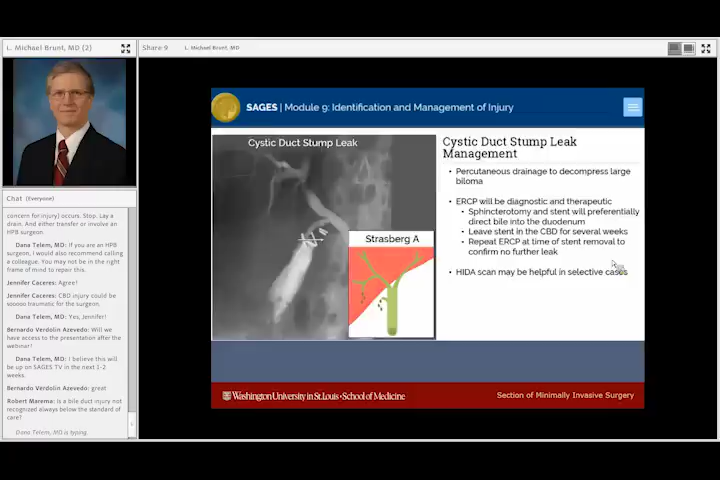 L. Michael Brunt, MD (2)
Share 9
L. Michael Brunt, MD
SAGES | Module 9: Identification and Management of Injury
Cystic Duct Stump Leak
Strasberg A
Cystic Duct Stump Leak
Management
• Percutaneous drainage to decompress large
biloma
• ERCP will be diagnostic and therapeutic
• Sphincterotomy and stent will preferentially
direct bile into the duodenum
• Leave stent in the CBD for several weeks
• Repeat ERCP at time of stent removal to
confirm no further leak
• HIDA scan may be helpful in selective cases
Washington University in St. Louis • School of Medicine
Section of Minimally Invasive Surgery
Chat (Everyone)
concern for injury) occurs. Stop. Lay a
drain. And either transfer or involve an
HPB surgeon.
Dana Telem, MD: If you are an HPB
surgeon, I would also recommend calling
a colleague. You may not be in the right
frame of mind to repair this.
Jennifer Caceres: Agree!
Jennifer Caceres: CBD injury could be
sooooo traumatic for the surgeon.
Dana Telem, MD: Yes, Jennifer!
Bernardo Verdolin Azevedo: Will we
have access to the presentation after the
webinar!
Dana Telem, MD: I believe this will
be up on SAGES TV in the next 1-2
weeks.
Bernardo Verdolin Azevedo: great
Robert Marema: is a bile duct injury not
recognized always below the standard of
care?
Dana Telem, MD is typing.